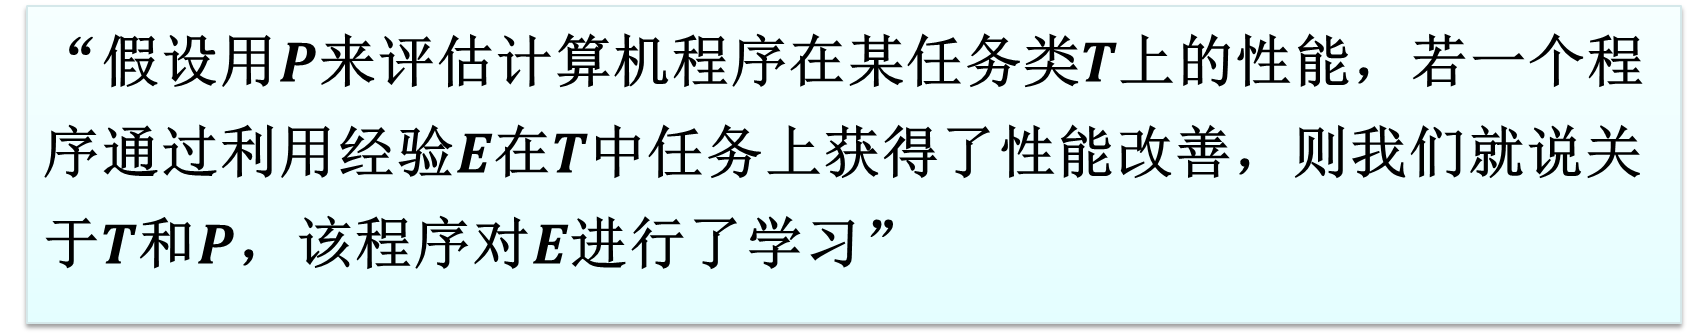 “假设用P来评估计算机程序在某任务类T上的性能，若一个程
序通过利用经验E在T中任务上获得了性能改善，则我们就说关
于T和P，该程序对E进行了学习”